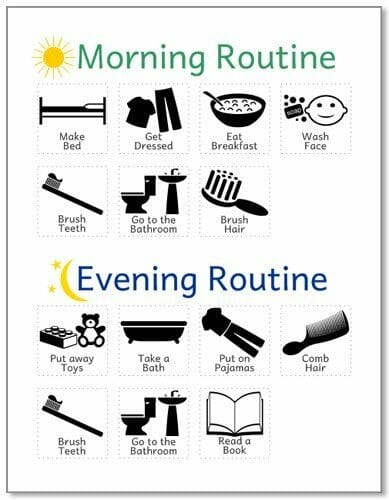 Morning Routine
Make
Bed
Get
Dressed
Eat
Breakfast
SOAP
Wash
Face
Brush
Teeth
Go to the
Bathroom
Brush
Hair
Evening Routine
Put away
Toys
Take a
Bath
Put on
Pajamas
Comb
Hair
Brush
Teeth
Go to the
Bathroom
Read a
Book